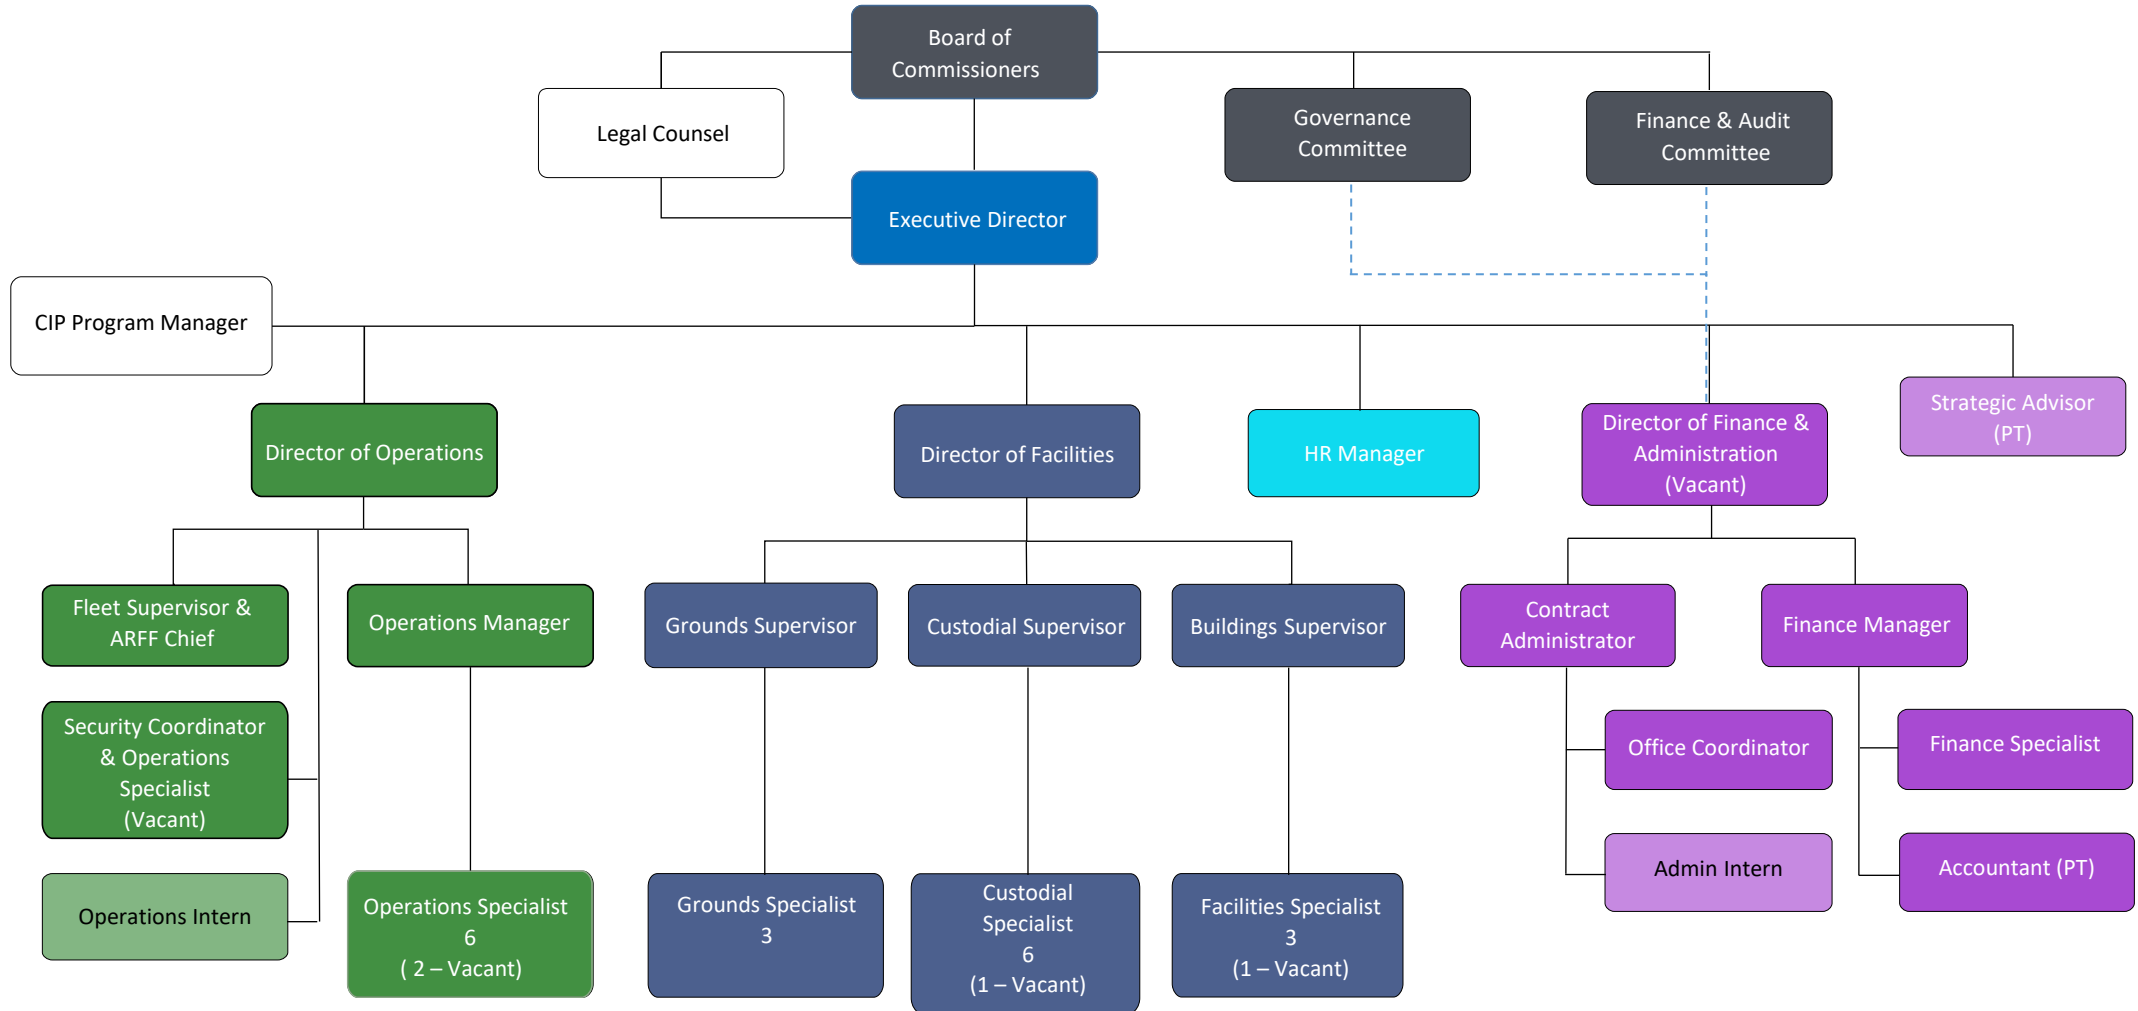 Board of
Commissioners
Legal Counsel
Governance
Committee
Finance & Audit
Committee
Executive Director
CIP Program Manager
Strategic Advisor
(PT)
Director of Operations
Director of Facilities
HR Manager
Director of Finance &
Administration
(Vacant)
Fleet Supervisor &
ARFF Chief
Operations Manager
Grounds Supervisor
Custodial Supervisor
Buildings Supervisor
Contract
Administrator
Finance Manager
Security Coordinator
& Operations
Specialist
(Vacant)
Office Coordinator
Finance Specialist
Operations Intern
Operations Specialist
6
( 2 – Vacant)
Grounds Specialist
3
Custodial
Specialist
6
(1 – Vacant)
Facilities Specialist
3
(1 – Vacant)
Admin Intern
Accountant (PT)